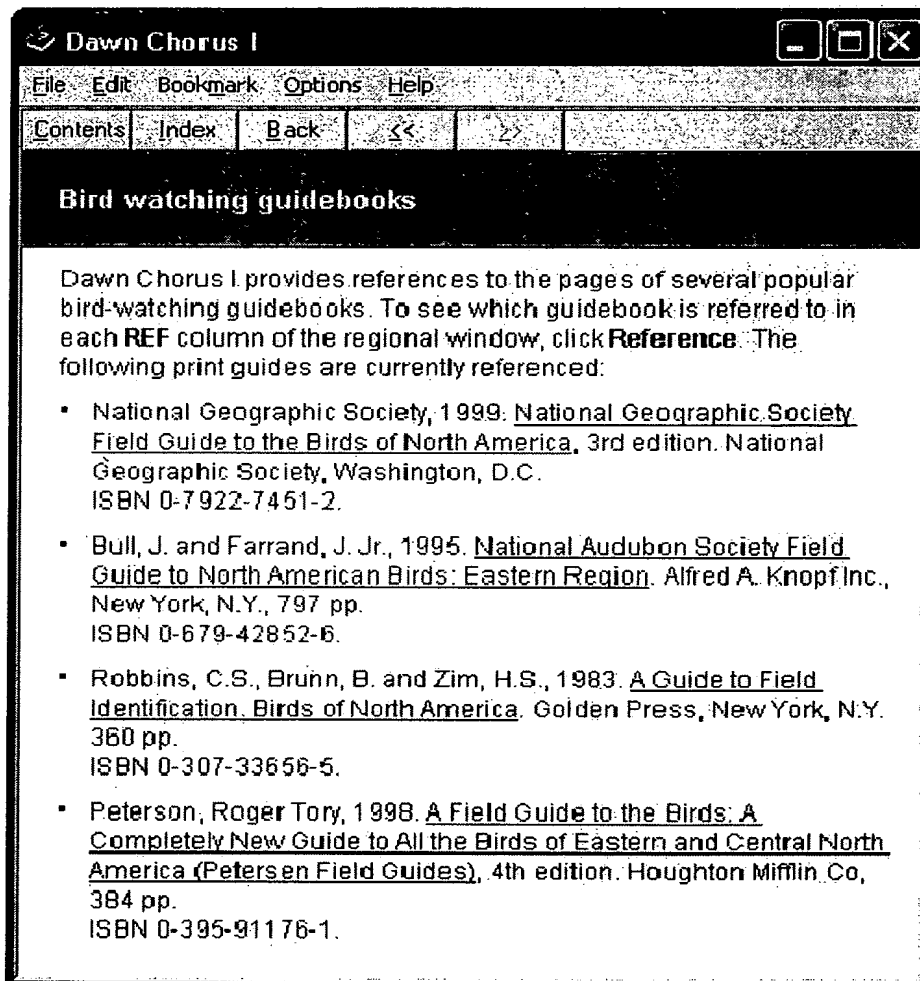 Dawn Chorus I
File Edit Bookmark Options Help
Contents Index Back << >>
Bird watching guidebooks
Dawn Chorus I provides references to the pages of several popular
bird-watching guidebooks. To see which guidebook is referred to in
each REF column of the regional window, click Reference. The
following print guides are currently referenced:
▪ National Geographic Society, 1999. National Geographic Society
Field Guide to the Birds of North America, 3rd edition. National
Geographic Society, Washington, D.C.
ISBN 0-7922-7451-2.
▪ Bull, J. and Farrand, J. Jr., 1995. National Audubon Society Field
Guide to North American Birds: Eastern Region. Alfred A. Knopf Inc.,
New York, N.Y., 797 pp.
ISBN 0-679-42852-6.
▪ Robbins, C.S., Brunn, B. and Zim, H.S., 1983. A Guide to Field
Identification. Birds of North America. Golden Press, New York, N.Y.
360 pp.
ISBN 0-307-33656-5.
▪ Peterson, Roger Tory, 1998. A Field Guide to the Birds: A
Completely New Guide to All the Birds of Eastern and Central North
America (Petersen Field Guides), 4th edition. Houghton Mifflin Co,
384 pp.
ISBN 0-395-91176-1.